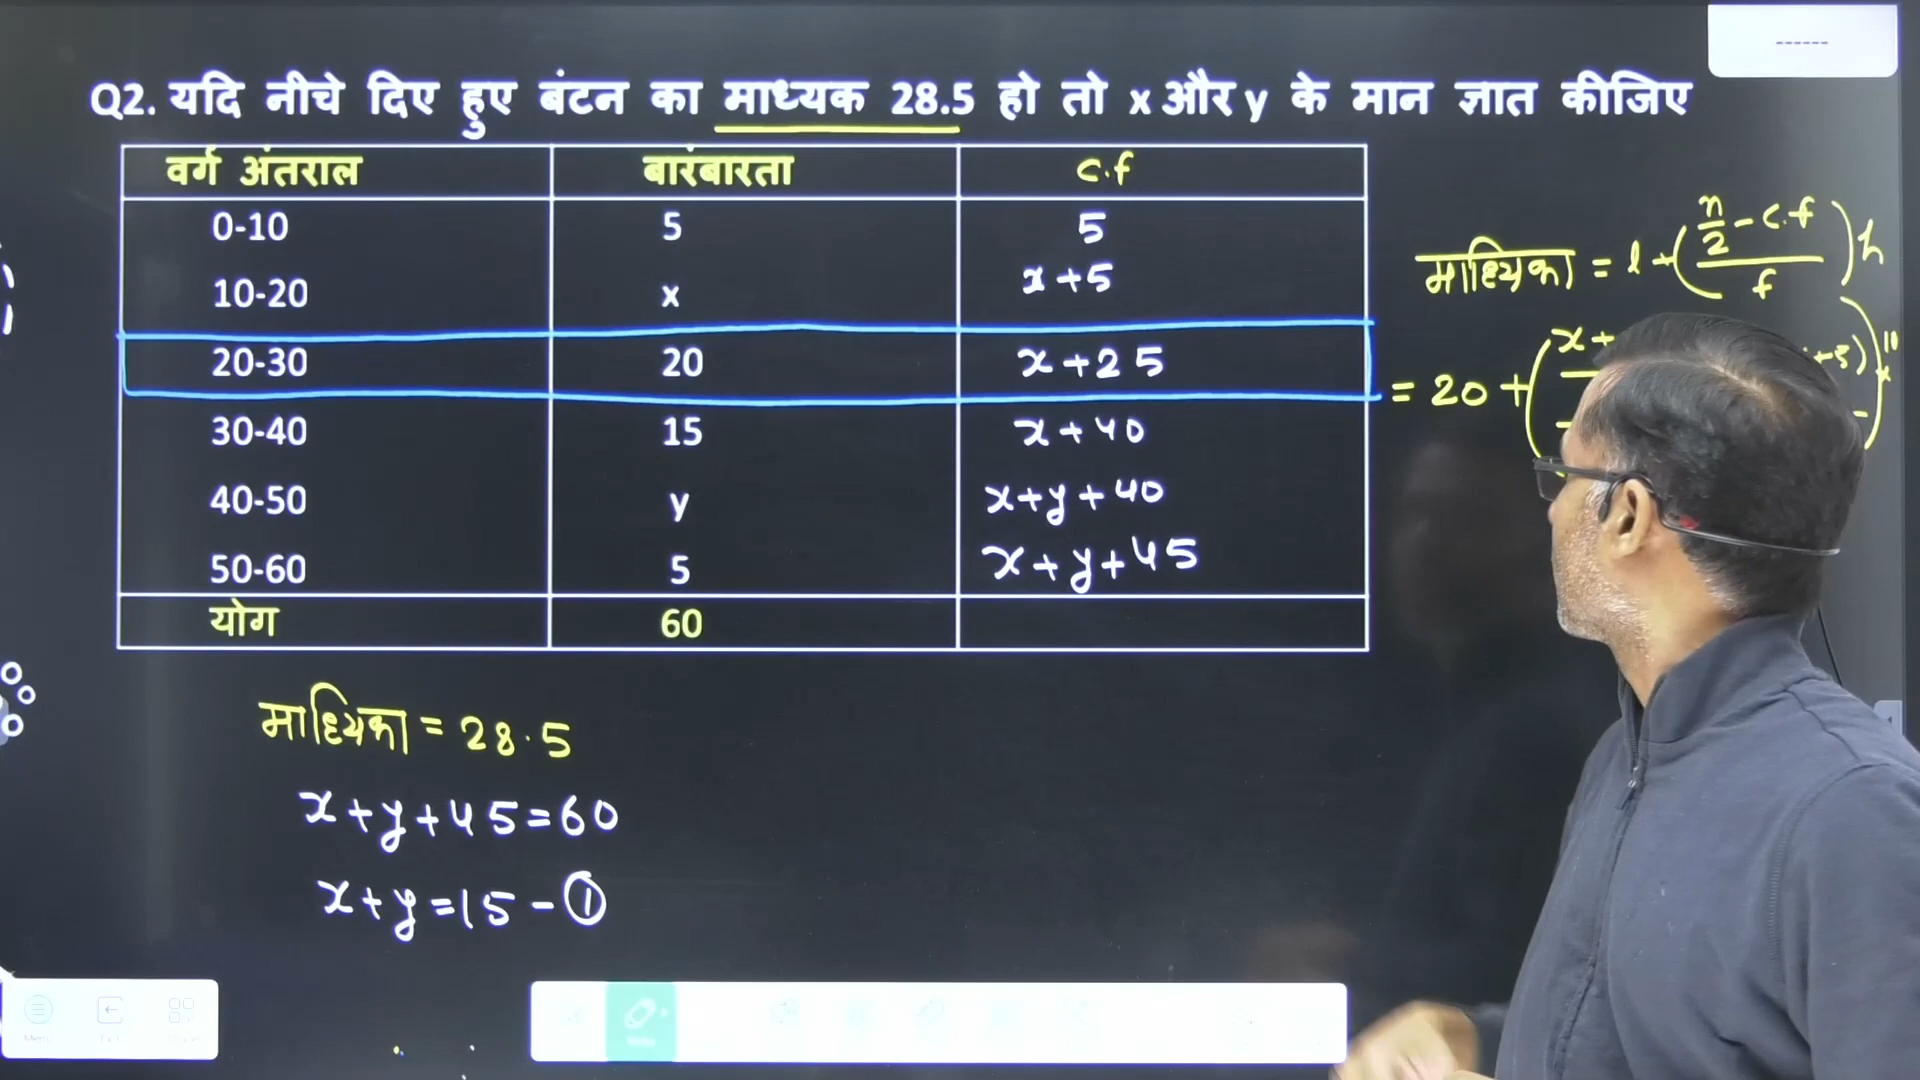 Q2. यदि नीचे दिए हुए बंटन का माध्यक 28.5 हो तो x और y के मान ज्ञात कीजिए
वर्ग अंतराल बारंबारता c.f
0-10 5 5
10-20 x x+5
20-30 20 x+25
30-40 15 x+40
40-50 y x+y+40
50-60 5 x+y+45
योग 60
माध्यिका = l+(n/2 - c.f / f) h
= 20 + ( x+
माध्यिका = 28.5
x+y+45=60
x+y=15-①
------